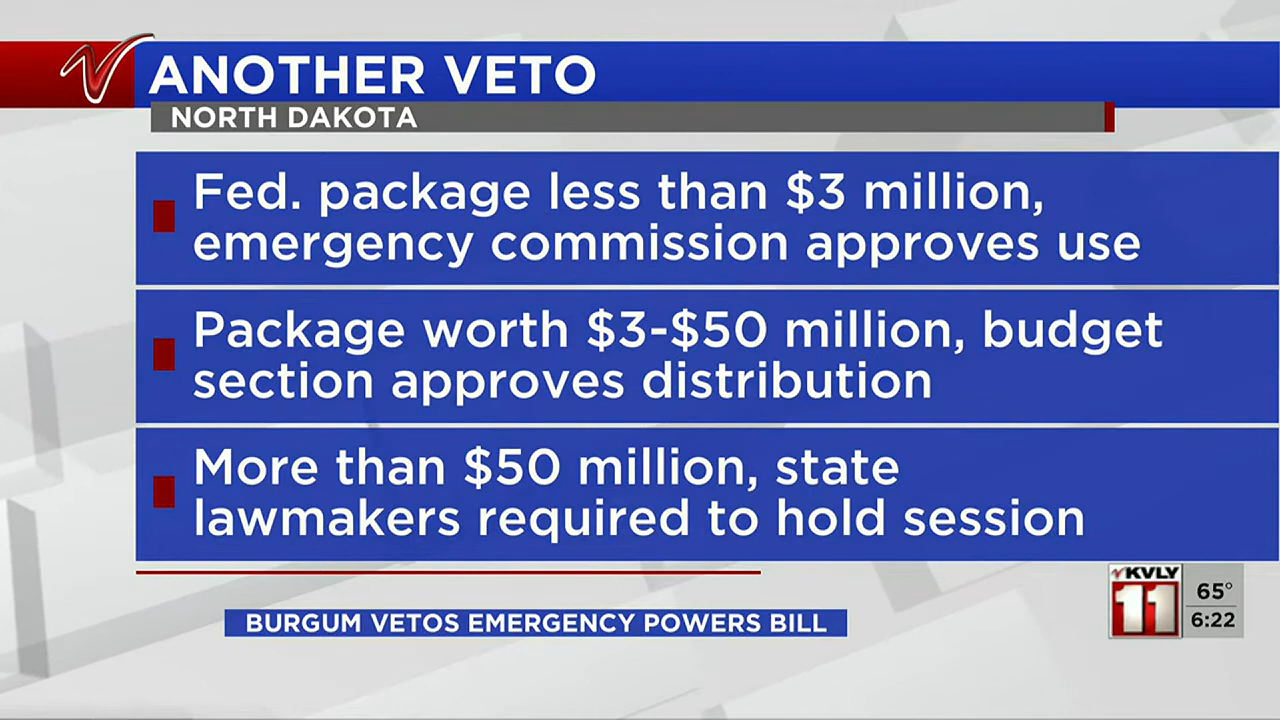 ANOTHER VETO
NORTH DAKOTA
Fed. package less than $3 million,
emergency commission approves use
Package worth $3-$50 million, budget
section approves distribution
More than $50 million, state
lawmakers required to hold session
BURGUM VETOS EMERGENCY POWERS BILL
KVLY
11
65°
6:22